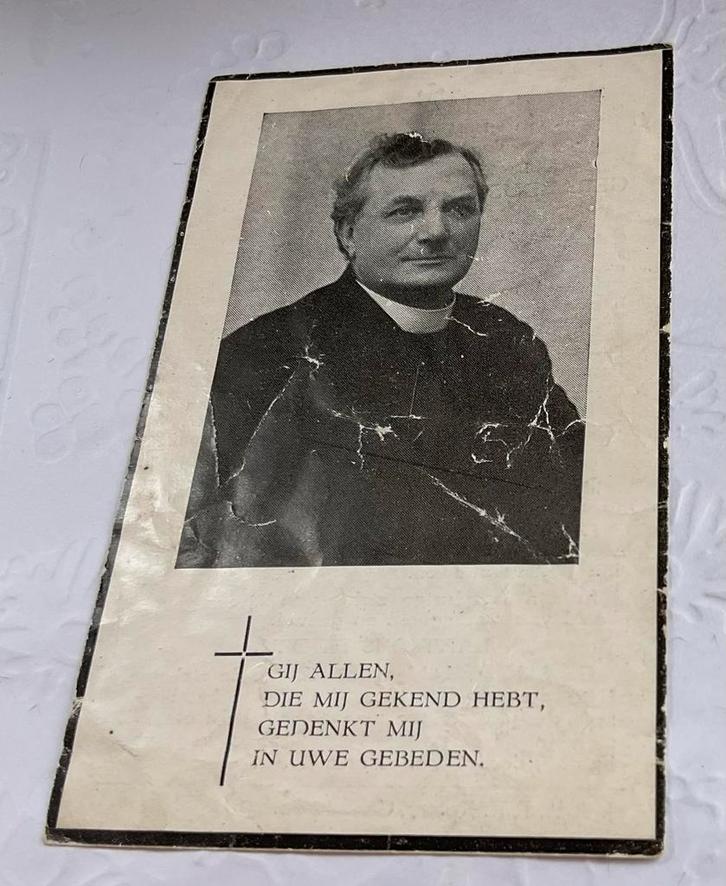 GIJ ALLEN,
DIE MIJ GEKEND HEBT,
GEDENKT MIJ
IN UWE GEBEDEN.